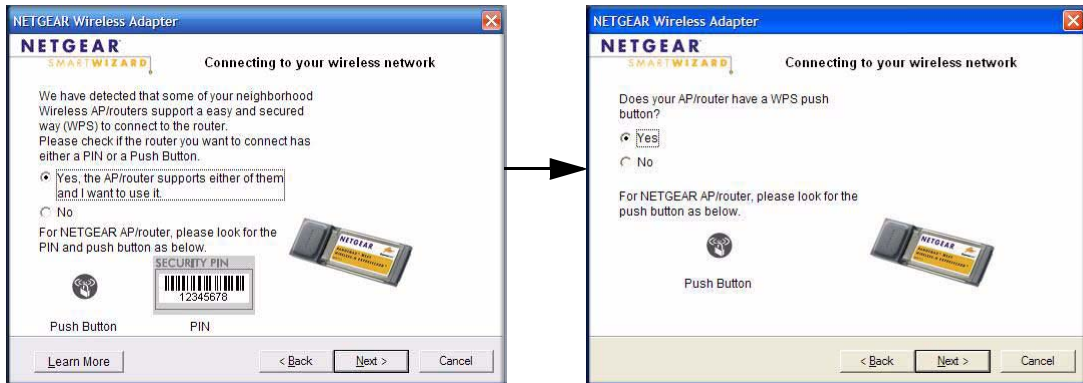 NETGEAR Wireless Adapter
NETGEAR
SMARTWIZARD
Connecting to your wireless network
We have detected that some of your neighborhood
Wireless AP/routers support a easy and secured
way (WPS) to connect to the router.
Please check if the router you want to connect has
either a PIN or a Push Button.
Yes, the AP/router supports either of them
and I want to use it.
No
For NETGEAR AP/router, please look for the
PIN and push button as below.
SECURITY PIN
12345678
Push Button
PIN
NETGEAR
Learn More
< Back
Next >
Cancel
NETGEAR Wireless Adapter
NETGEAR
SMARTWIZARD
Connecting to your wireless network
Does your AP/router have a WPS push
button?
Yes
No
For NETGEAR AP/router, please look for the
push button as below.
Push Button
NETGEAR
< Back
Next >
Cancel